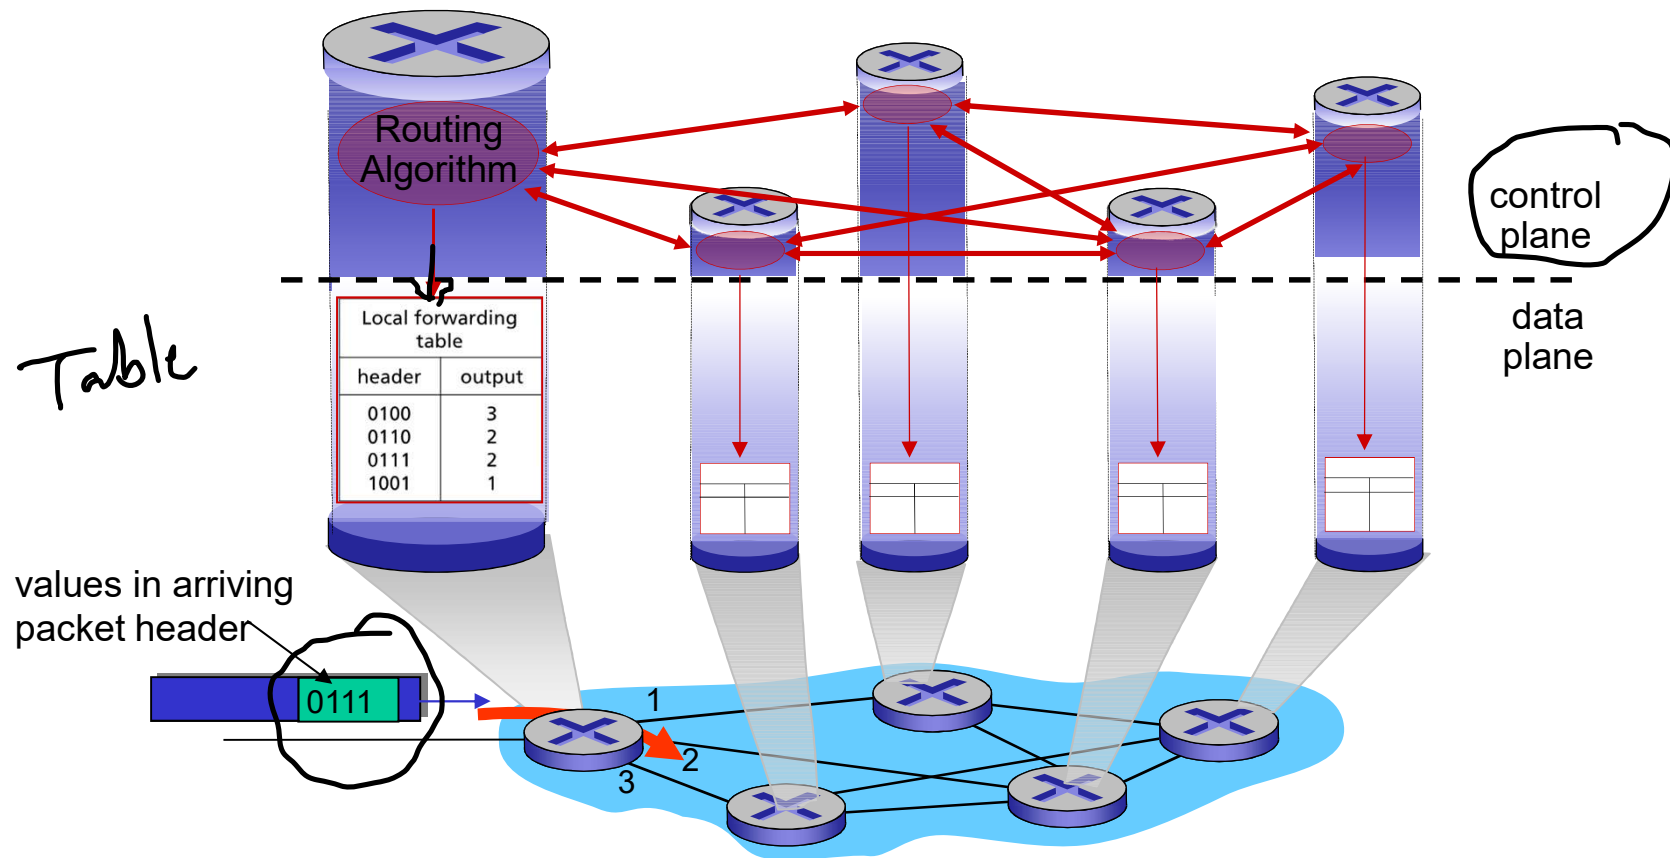 Routing
Algorithm
control
plane
Local forwarding
table
header output
0100 3
0110 2
0111 2
1001 1
data
plane
Table
values in arriving
packet header
0111
1
2
3